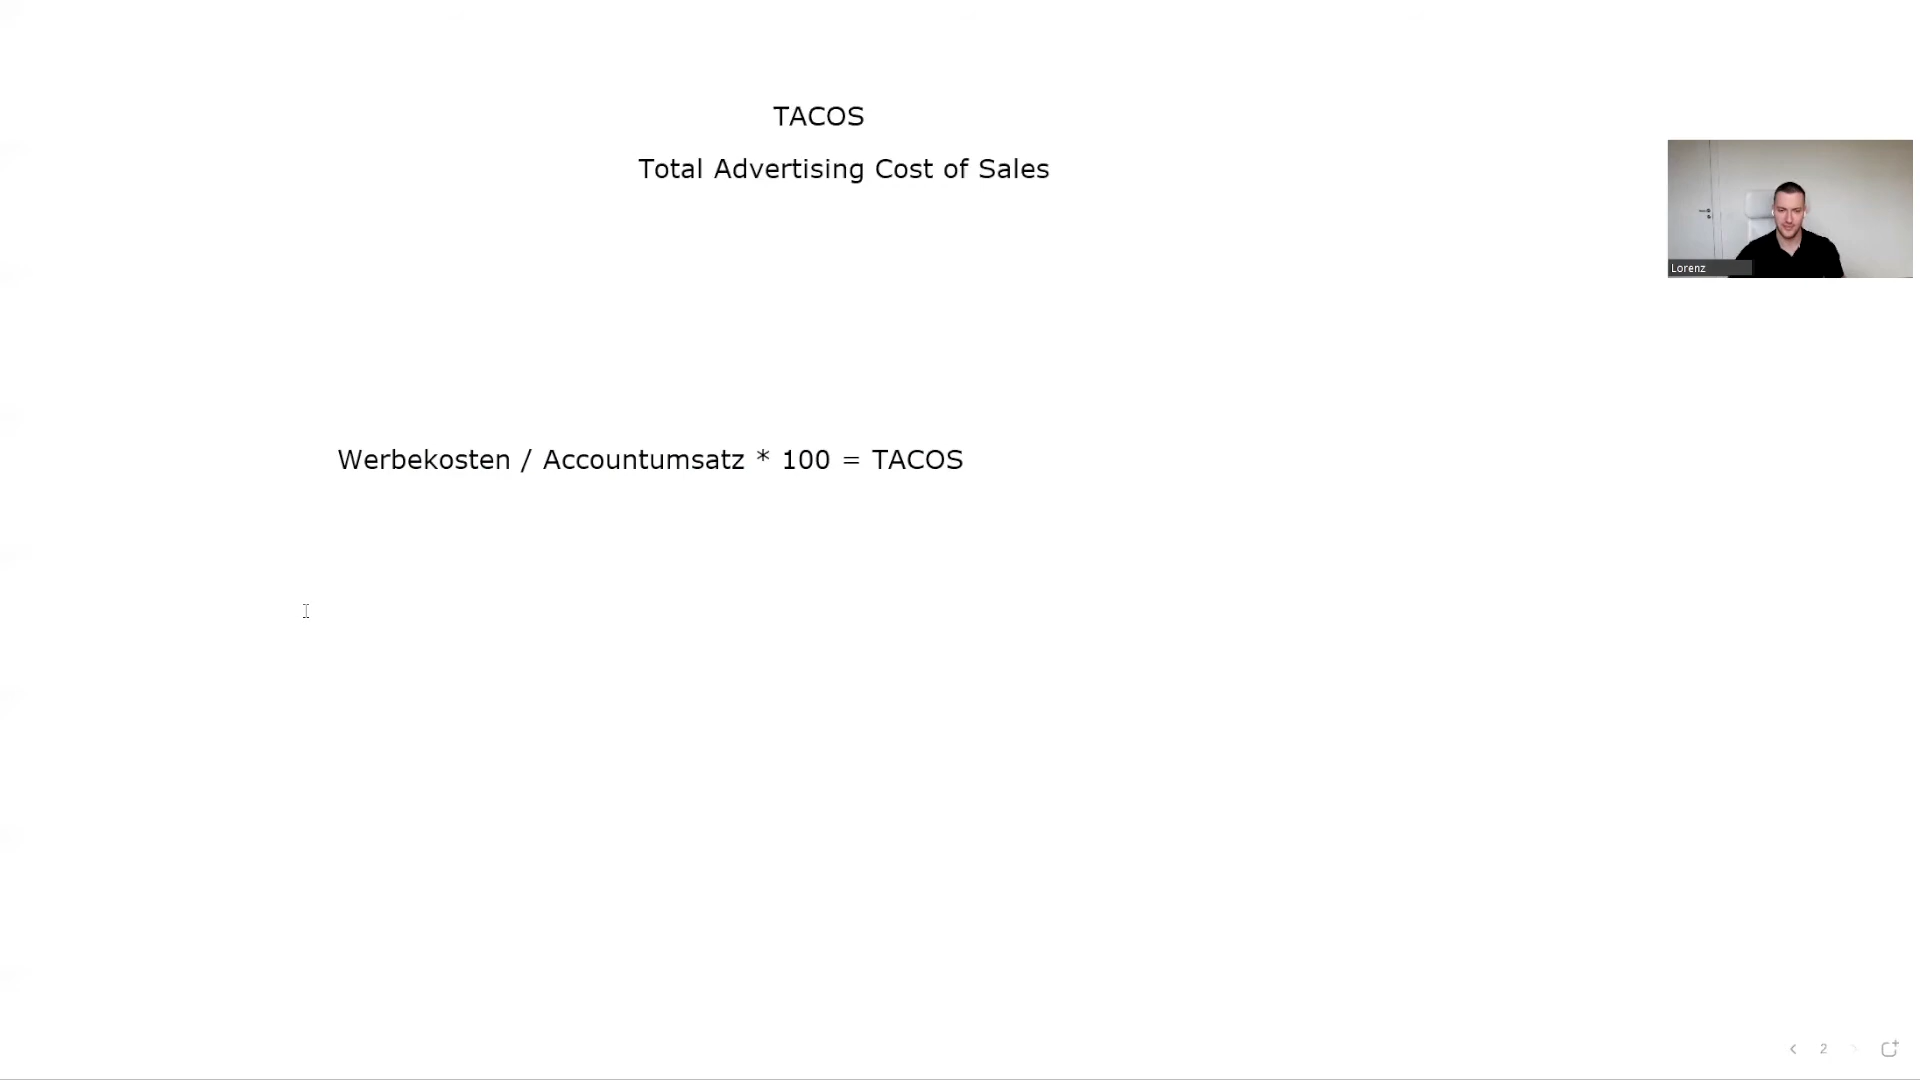 TACOS
Total Advertising Cost of Sales
Lorenz
Werbekosten / Accountumsatz * 100 = TACOS
2